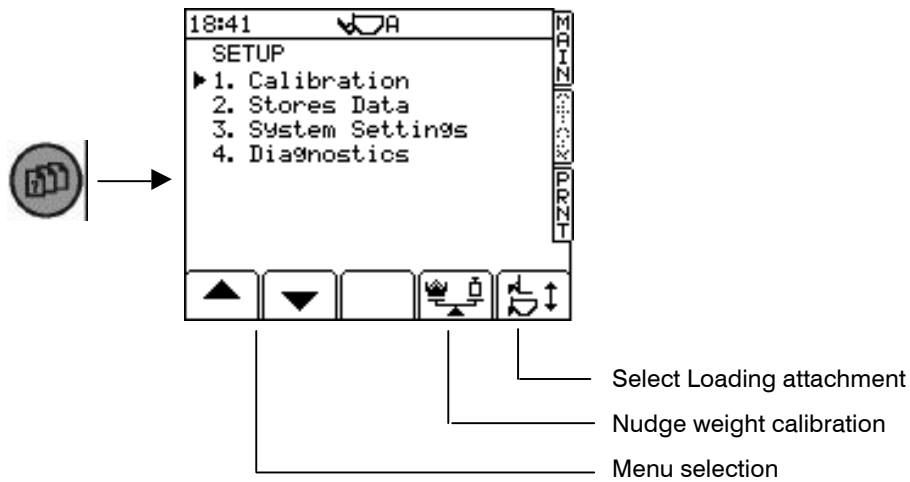 18:41 A
SETUP
1. Calibration
2. Stores Data
3. System Settings
4. Diagnostics
MAIN
PRNT
Select Loading attachment
Nudge weight calibration
Menu selection